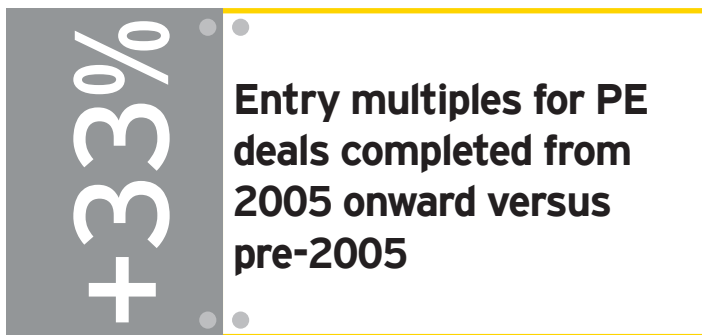 +33%
Entry multiples for PE
deals completed from
2005 onward versus
pre-2005